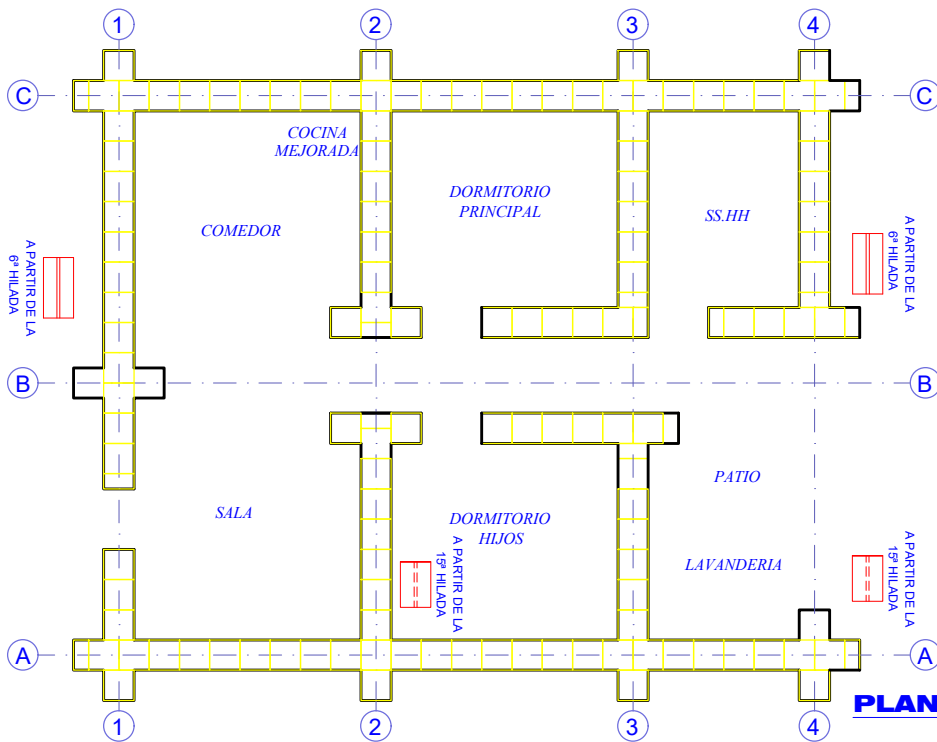 1 2 3 4
C C
COCINA
MEJORADA
DORMITORIO
PRINCIPAL
COMEDOR
SS.HH
A PARTIR DE LA
6ª HILADA
A PARTIR DE LA
6ª HILADA
B B
SALA
DORMITORIO
HIJOS
PATIO
LAVANDERIA
A PARTIR DE LA
15ª HILADA
A PARTIR DE LA
15ª HILADA
A A
PLAN
1 2 3 4